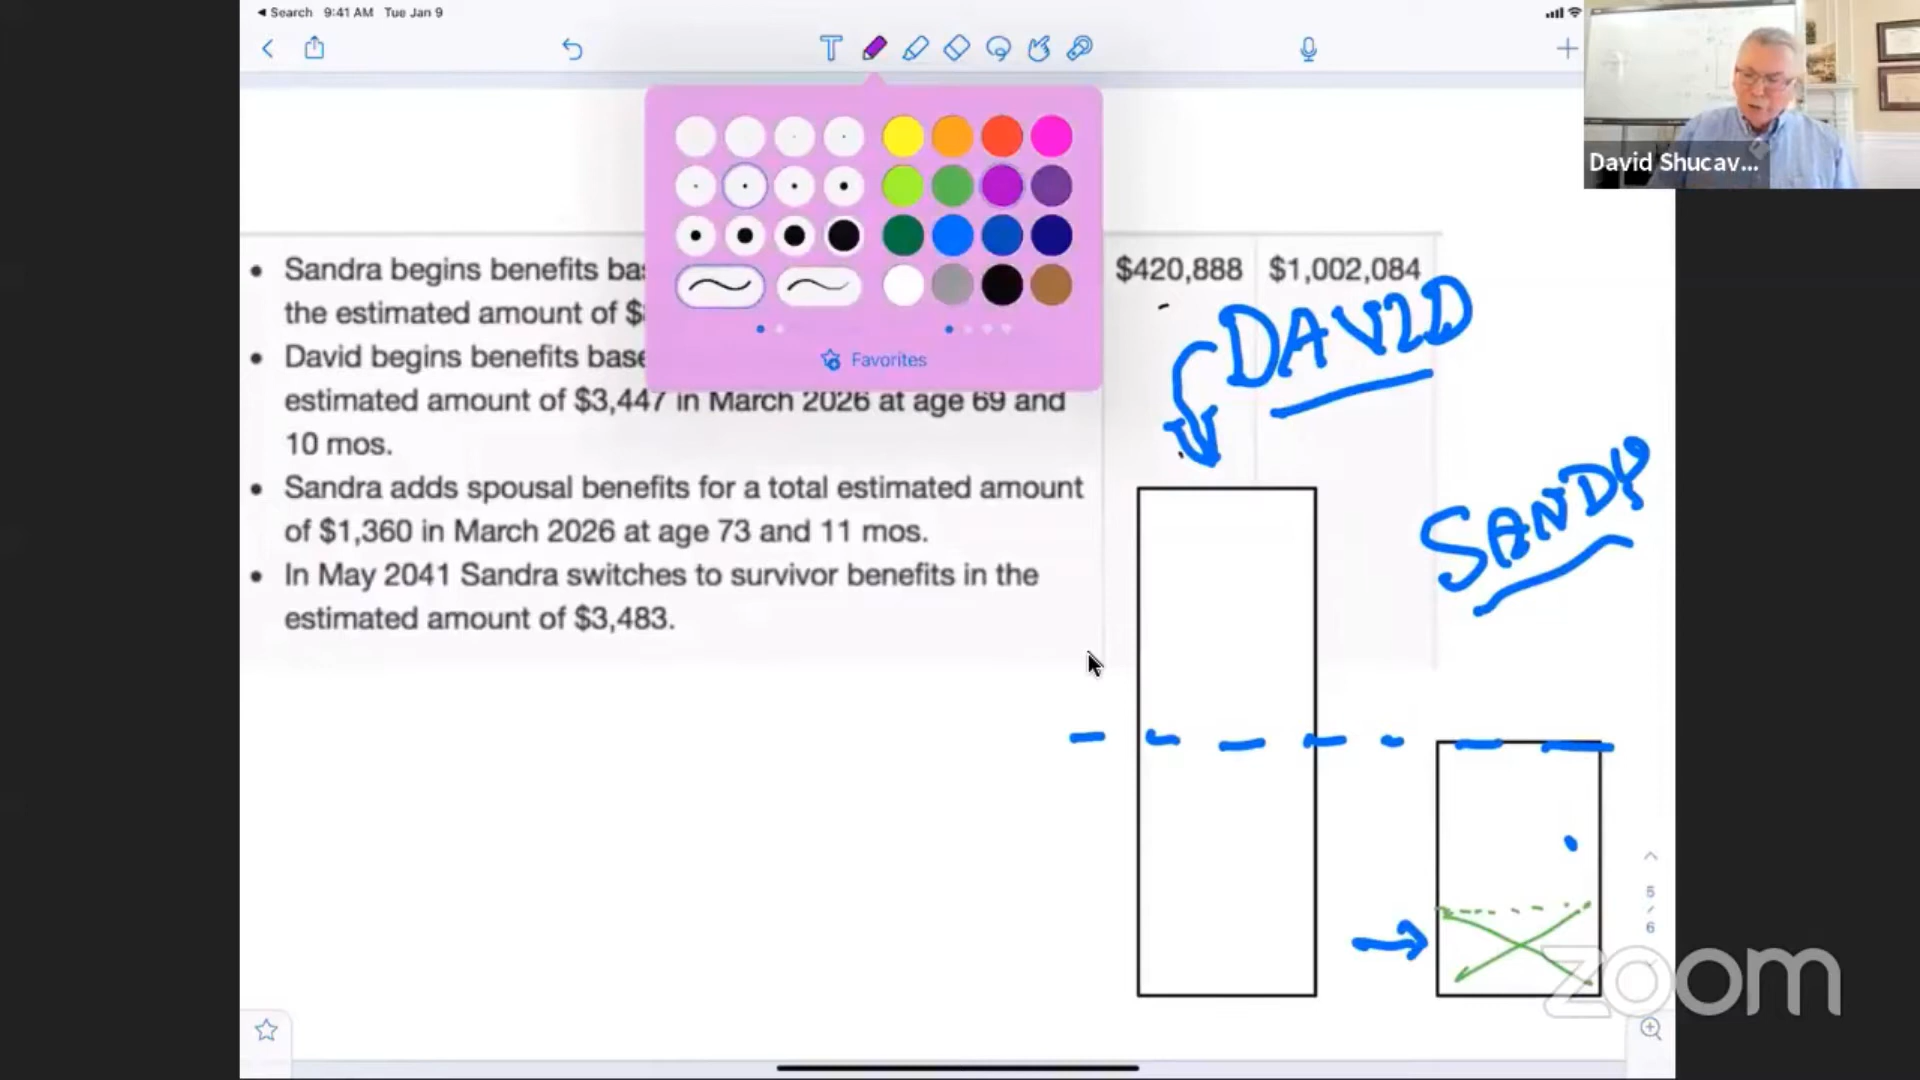 Search 9:41 AM Tue Jan 9
T
David Shucav...
Sandra begins benefits
the estimated amount of
David begins benefits
estimated amount of $3,447 in March 2026 at age 69 and
10 mos.
Sandra adds spousal benefits for a total estimated amount
of $1,360 in March 2026 at age 73 and 11 mos.
In May 2041 Sandra switches to survivor benefits in the
estimated amount of $3,483.
Favorites
$420,888 $1,002,084
DAVID
SANDY
5
/
6
zoom